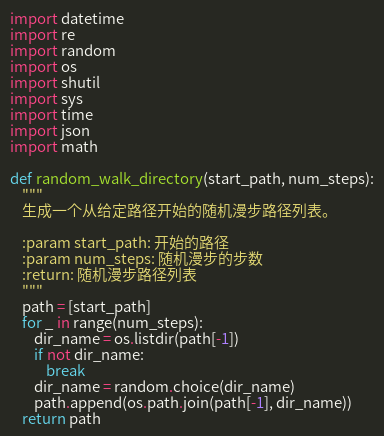 import datetime
import re
import random
import os
import shutil
import sys
import time
import json
import math

def random_walk_directory(start_path, num_steps):
    """
    生成一个从给定路径开始的随机漫步路径列表。

    :param start_path: 开始的路径
    :param num_steps: 随机漫步的步数
    :return: 随机漫步路径列表
    """
    path = [start_path]
    for _ in range(num_steps):
        dir_name = os.listdir(path[-1])
        if not dir_name:
            break
        dir_name = random.choice(dir_name)
        path.append(os.path.join(path[-1], dir_name))
    return path